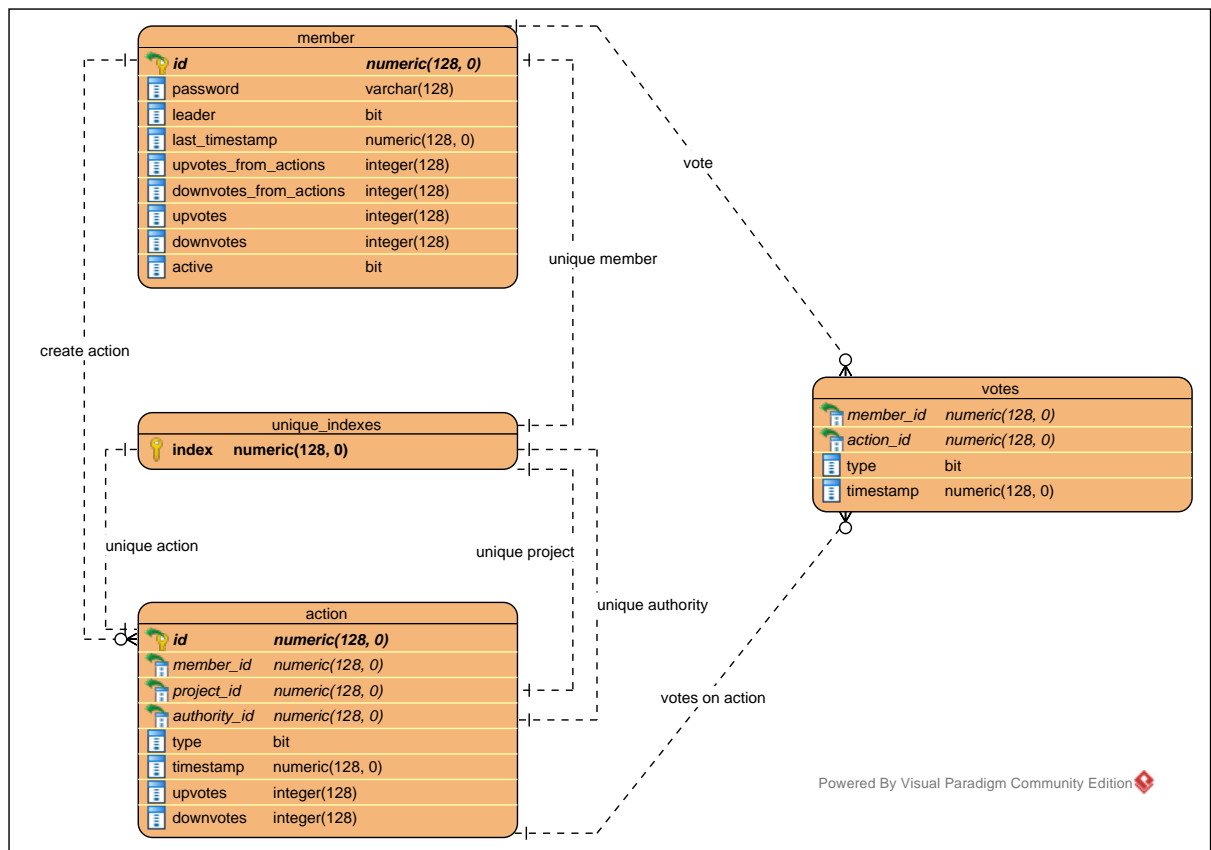 member
id numeric(128, 0)
password varchar(128)
leader bit
last_timestamp numeric(128, 0)
upvotes_from_actions integer(128)
downvotes_from_actions integer(128)
upvotes integer(128)
downvotes integer(128)
active bit
vote
unique member
create action
unique_indexes
index numeric(128, 0)
votes
member_id numeric(128, 0)
action_id numeric(128, 0)
type bit
timestamp numeric(128, 0)
unique action
unique project
unique authority
action
id numeric(128, 0)
member_id numeric(128, 0)
project_id numeric(128, 0)
authority_id numeric(128, 0)
type bit
timestamp numeric(128, 0)
upvotes integer(128)
downvotes integer(128)
votes on action
Powered By Visual Paradigm Community Edition